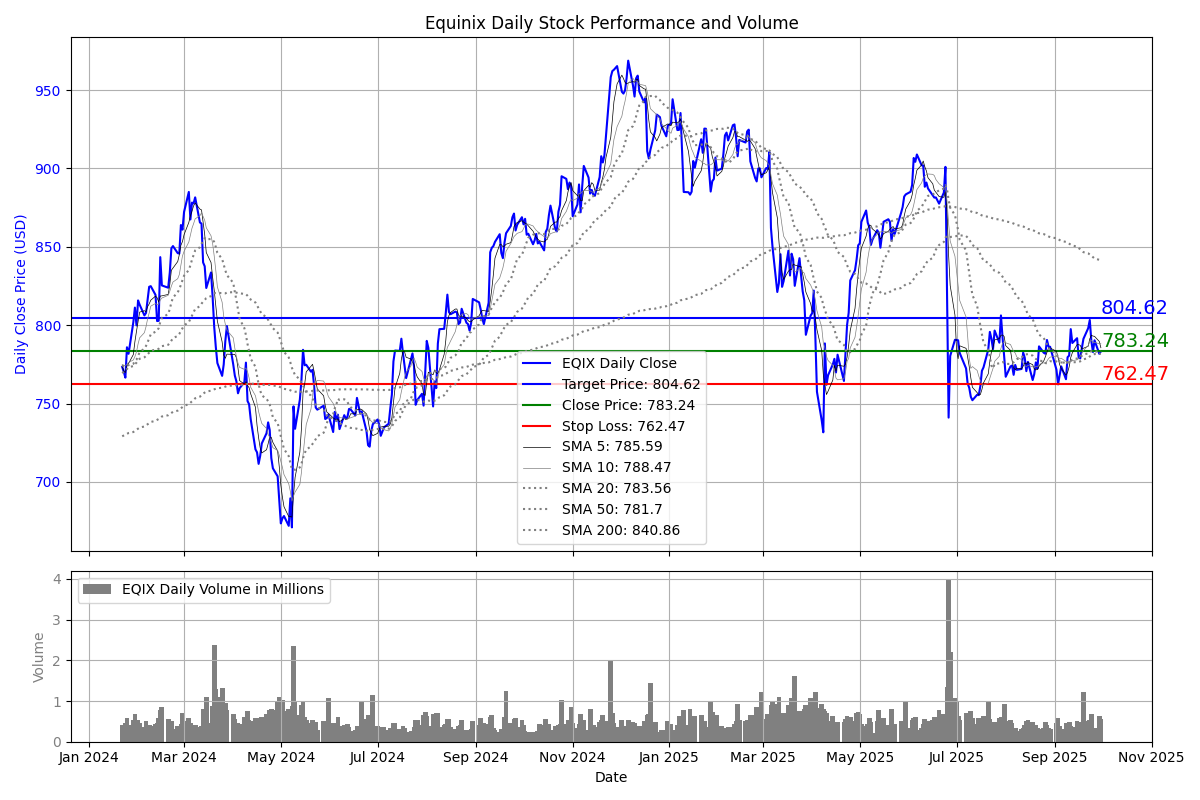 Equinix Daily Stock Performance and Volume
Daily Close Price (USD)
950
900
850
800
750
700
804.62
783.24
762.47
EQIX Daily Close
Target Price: 804.62
Close Price: 783.24
Stop Loss: 762.47
SMA 5: 785.59
SMA 10: 788.47
SMA 20: 783.56
SMA 50: 781.7
SMA 200: 840.86
EQIX Daily Volume in Millions
Volume
4
3
2
1
0
Jan 2024 Mar 2024 May 2024 Jul 2024 Sep 2024 Nov 2024 Jan 2025 Mar 2025 May 2025 Jul 2025 Sep 2025 Nov 2025
Date